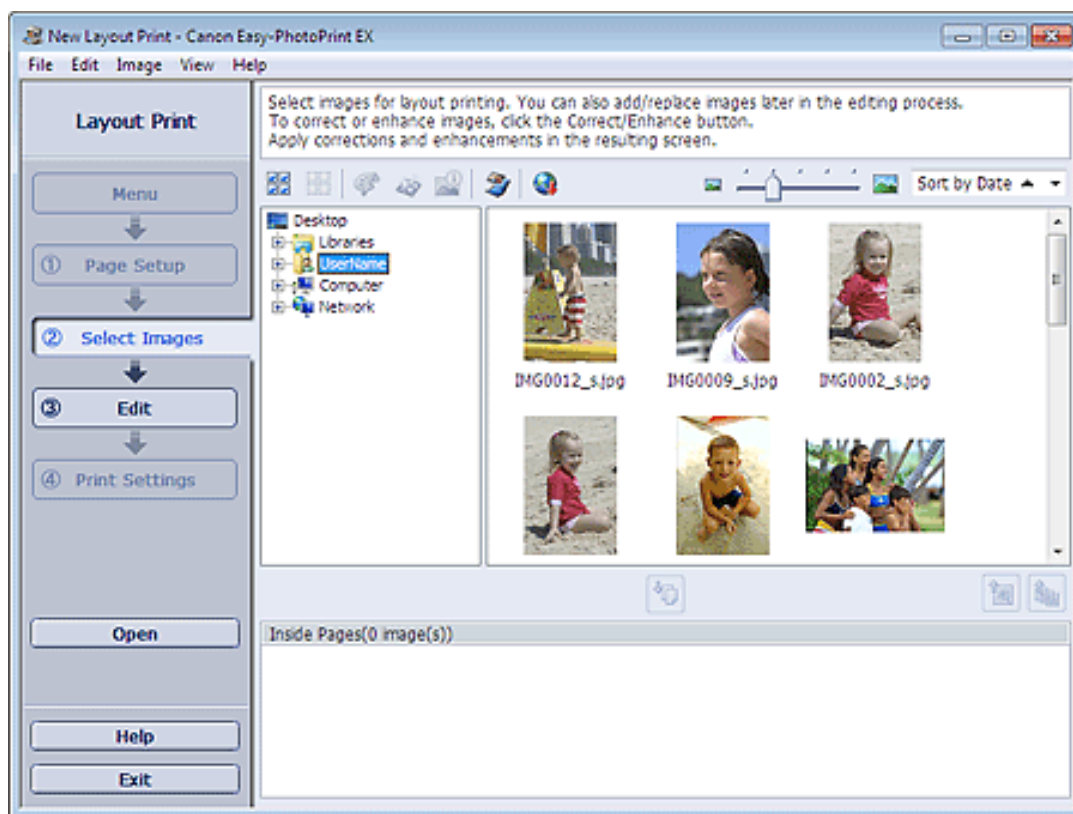 New Layout Print - Canon Easy-PhotoPrint EX
File Edit Image View Help
Layout Print
Menu
① Page Setup
② Select Images
③ Edit
④ Print Settings
Open
Help
Exit
Select images for layout printing. You can also add/replace images later in the editing process.
To correct or enhance images, click the Correct/Enhance button.
Apply corrections and enhancements in the resulting screen.
Sort by Date
Desktop
Libraries
UserName
Computer
Network
IMG0012_s.jpg IMG0009_s.jpg IMG0002_s.jpg
Inside Pages(0 image(s))